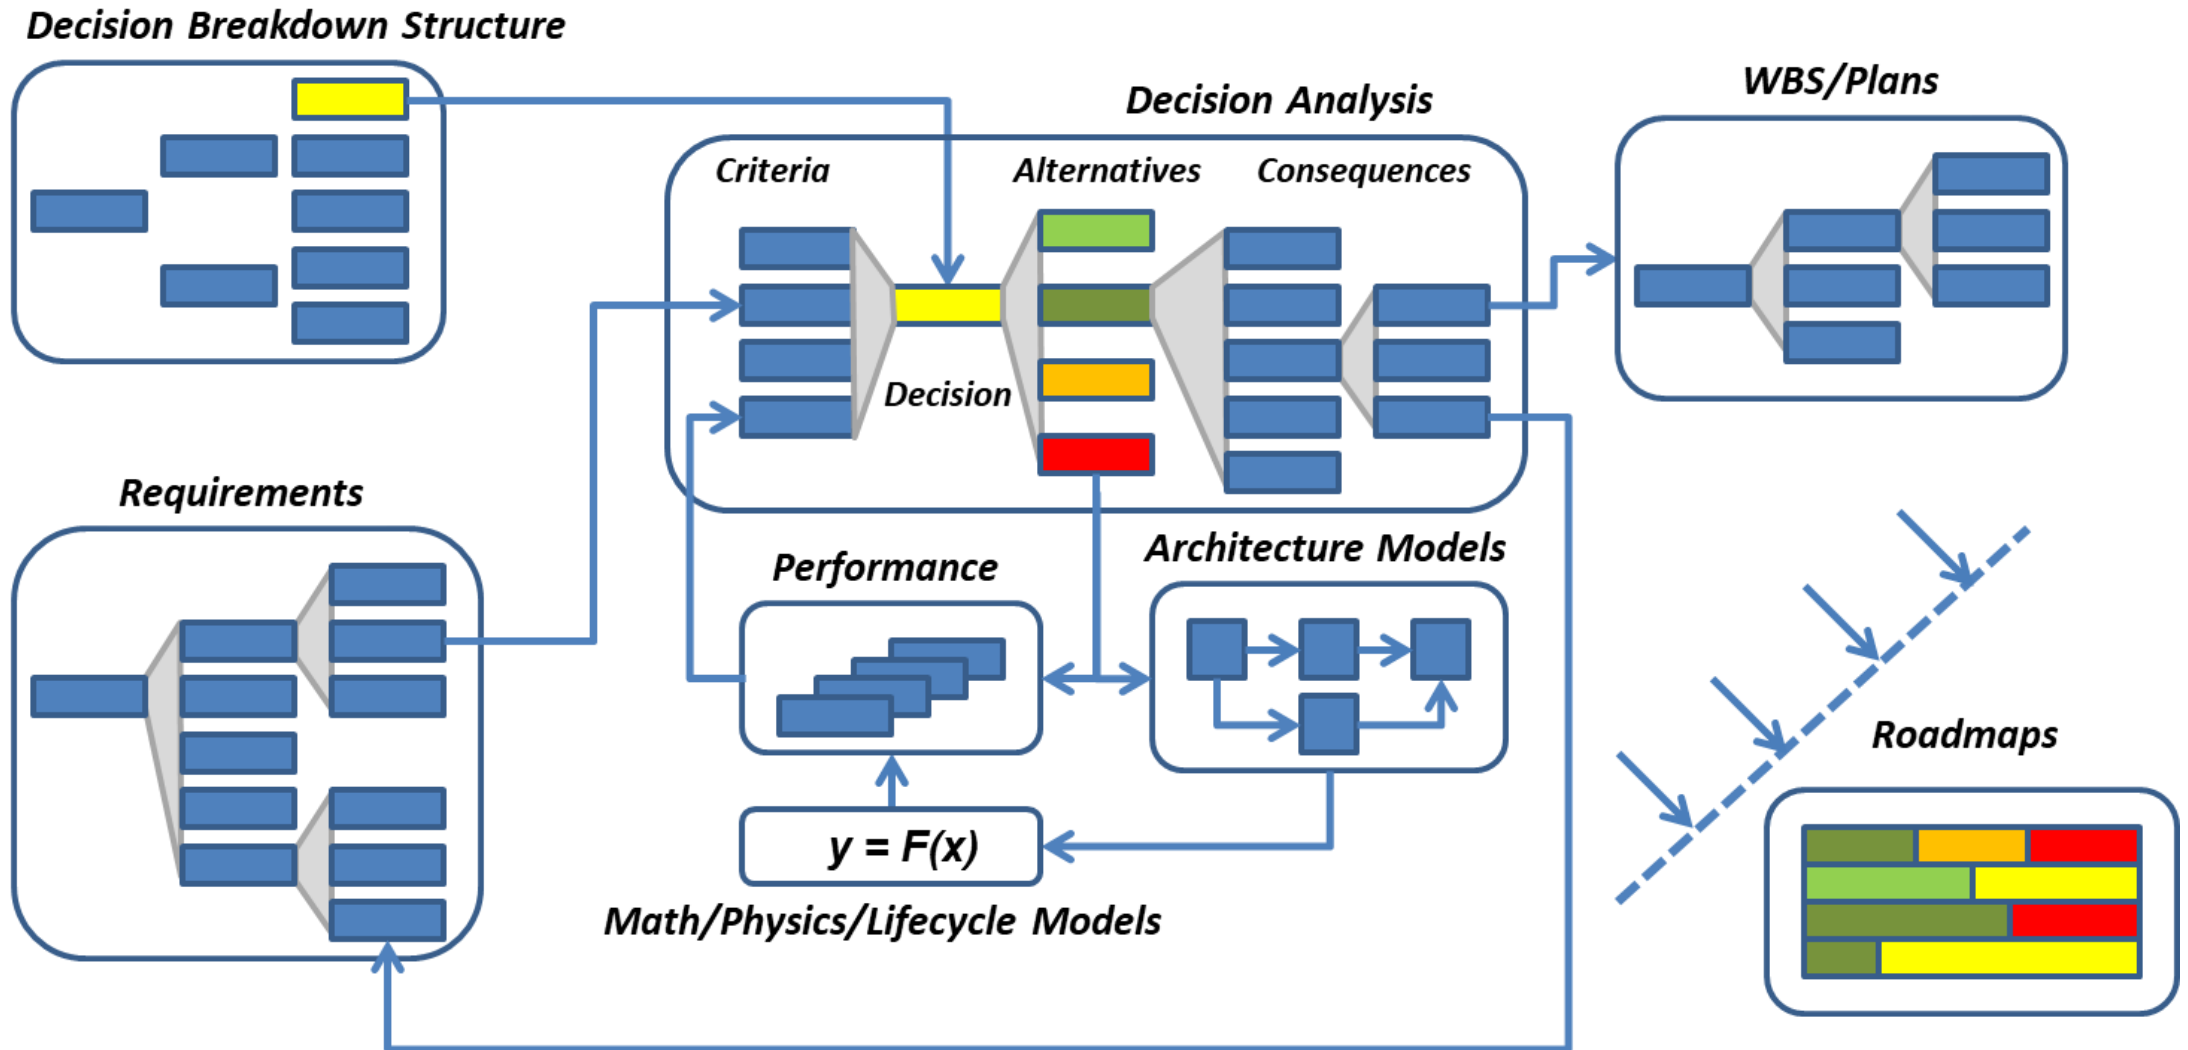 Decision Breakdown Structure
WBS/Plans
Decision Analysis
Criteria
Alternatives
Consequences
Decision
Requirements
Performance
Architecture Models
Roadmaps
y = F(x)
Math/Physics/Lifecycle Models